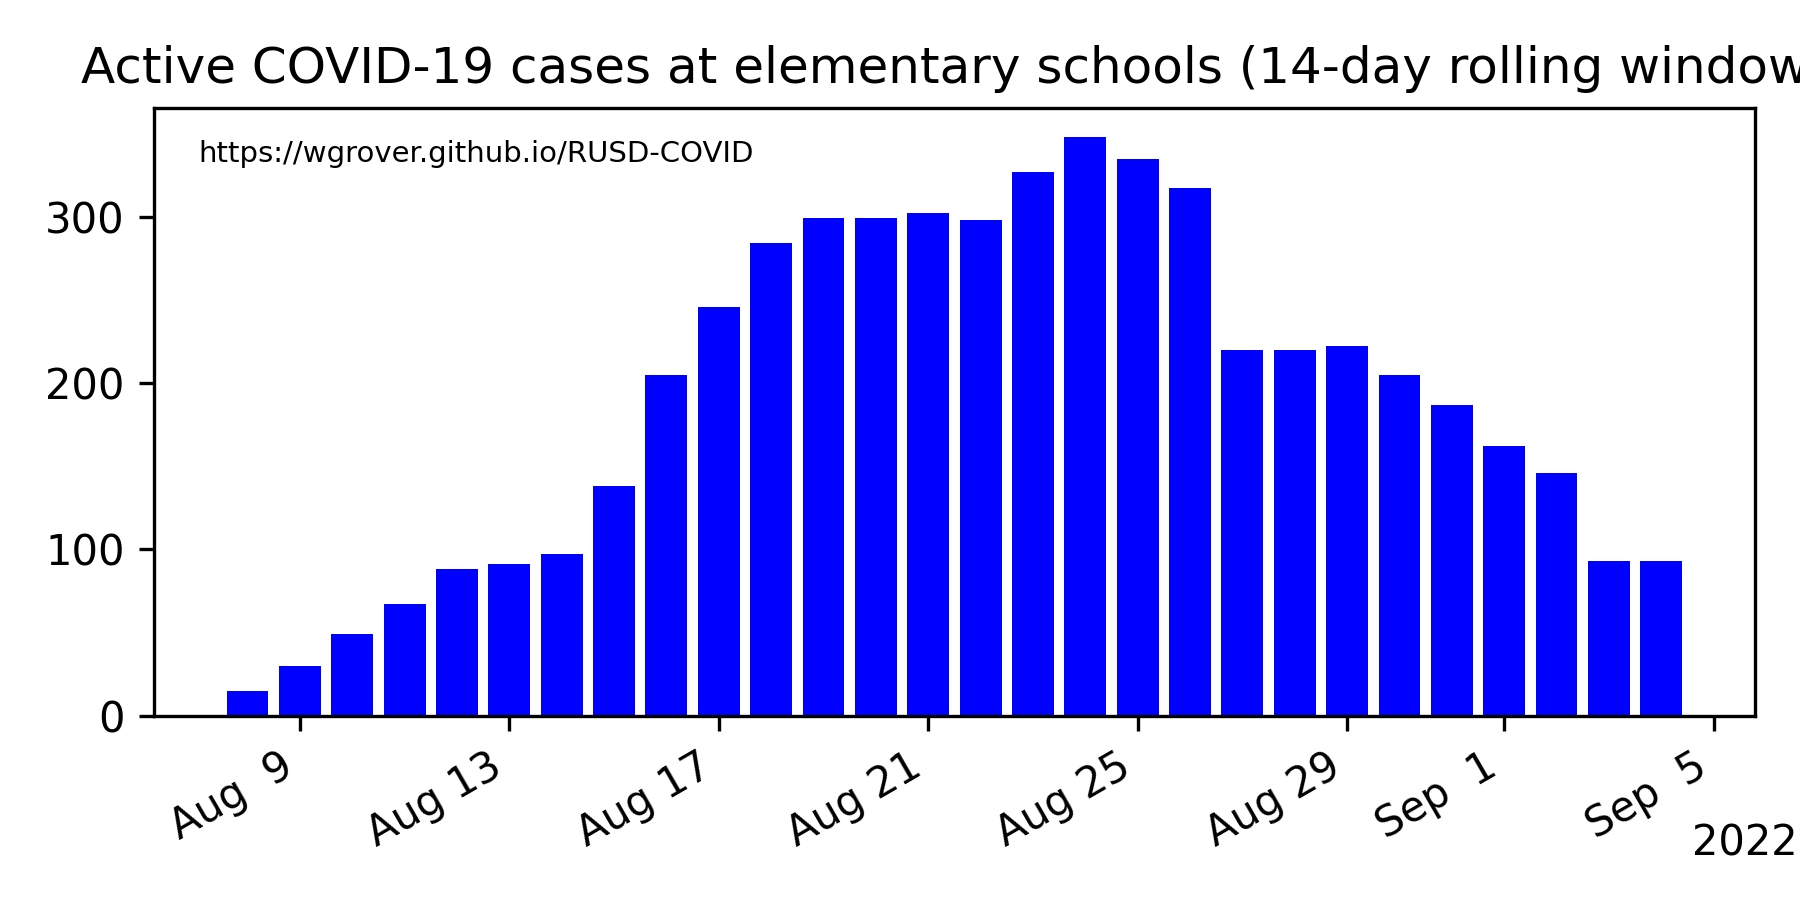 Active COVID-19 cases at elementary schools (14-day rolling window
https://wgrover.github.io/RUSD-COVID
300
200
100
0
Aug 9
Aug 13
Aug 17
Aug 21
Aug 25
Aug 29
Sep 1
Sep 5
2022